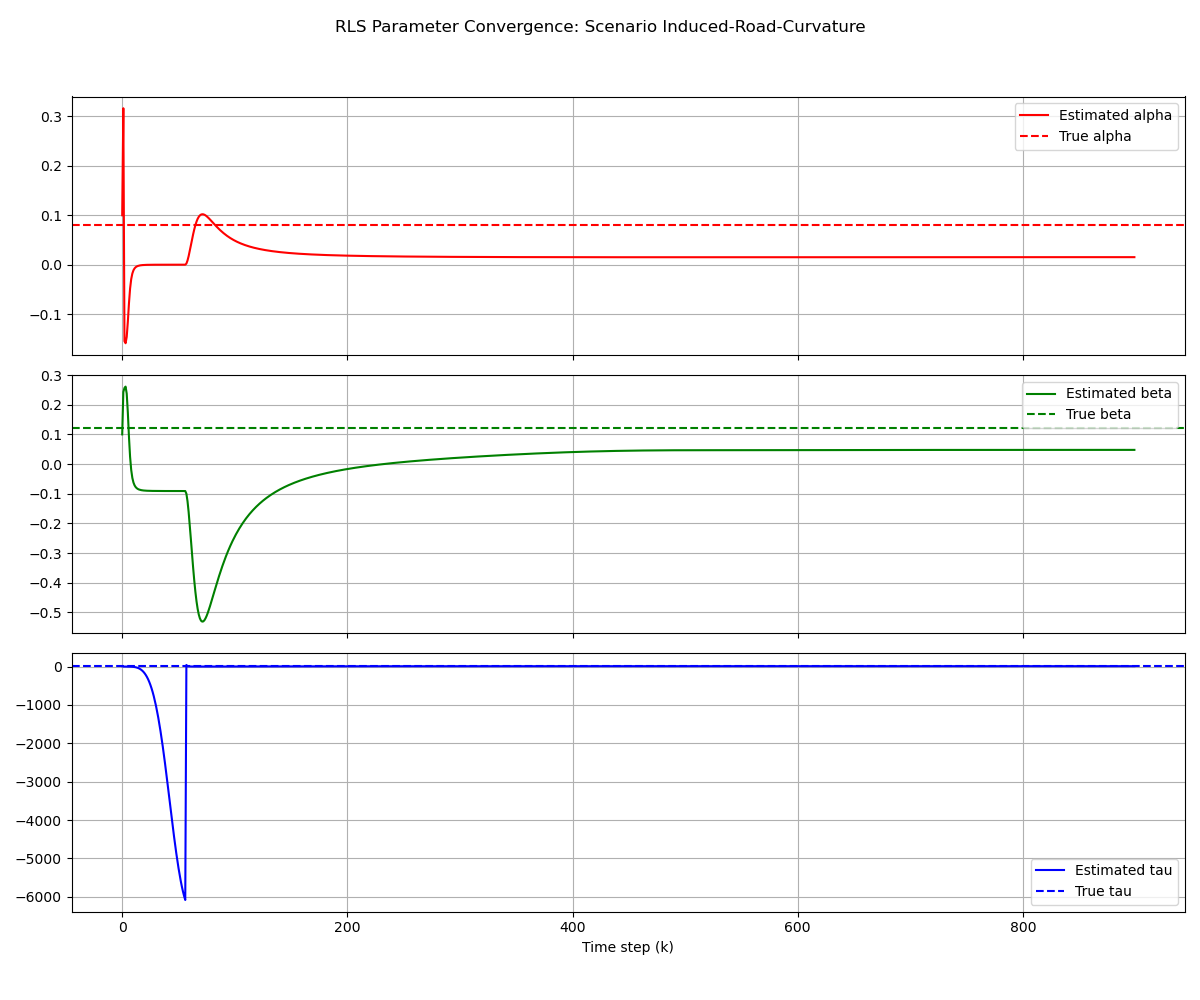 RLS Parameter Convergence: Scenario Induced-Road-Curvature
0.3
0.2
0.1
0.0
−0.1
Estimated alpha
True alpha
0.3
0.2
0.1
0.0
−0.1
−0.2
−0.3
−0.4
−0.5
Estimated beta
True beta
0
−1000
−2000
−3000
−4000
−5000
−6000
Estimated tau
True tau
0 200 400 600 800
Time step (k)